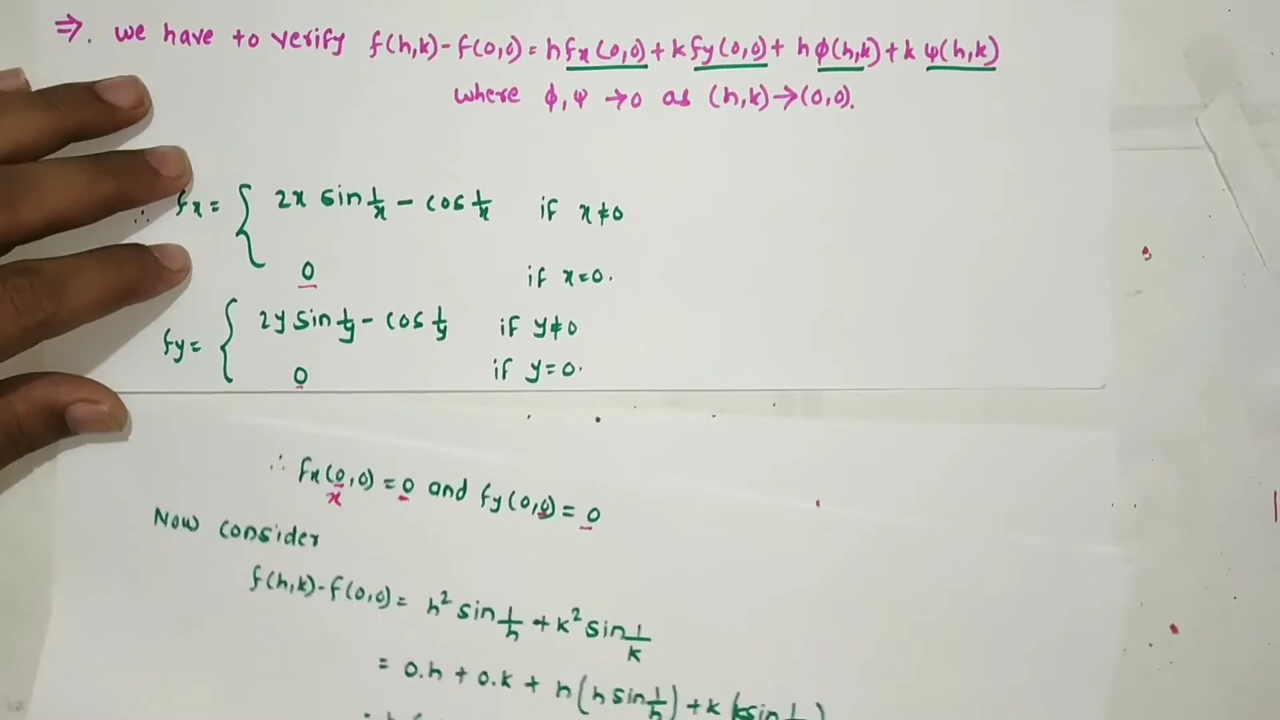 ⇒. we have to verify f(h,k)-f(0,0) = h fx(0,0) + k fy(0,0) + h ϕ(h,k) + k ψ(h,k)
where ϕ, ψ → 0 as (h,k) → (0,0).
∴ fx = { 2x sin 1/x - cos 1/x if x≠0
0 if x=0.
fy = { 2y sin 1/y - cos 1/y if y≠0
0 if y=0.
∴ fx(0,0) = 0 and fy(0,0) = 0
x
Now consider
f(h,k)-f(0,0) = h² sin 1/h + k² sin 1/k
= 0.h + 0.k + h(h sin 1/h) + k(k sin 1